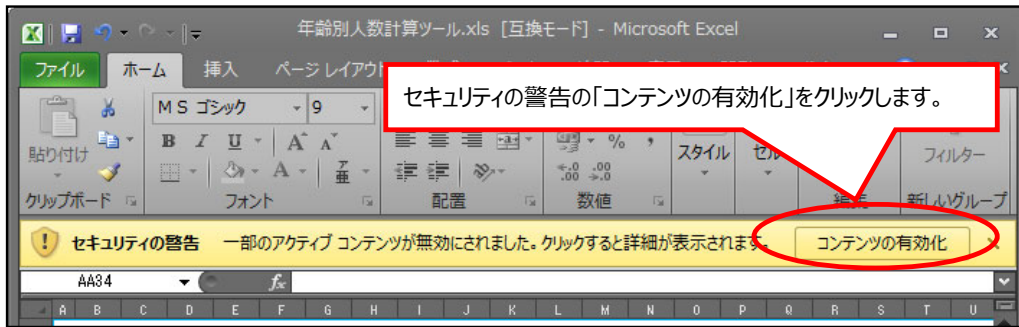 年齢別人数計算ツール.xls [互換モード] - Microsoft Excel
ファイル ホーム 挿入 ページ レイアウト
セキュリティの警告の「コンテンツの有効化」をクリックします。
MS ゴシック 9
B I U A A
貼り付け
A ア亜
% ,
.0 .00
.00 .0
スタイル
フィルター
クリップボード フォント 配置 数値 編集 新しいグループ
セキュリティの警告 一部のアクティブ コンテンツが無効にされました。クリックすると詳細が表示されます。 コンテンツの有効化
AA34 fx
A B C D E F G H I J K L M N O P Q R S T U